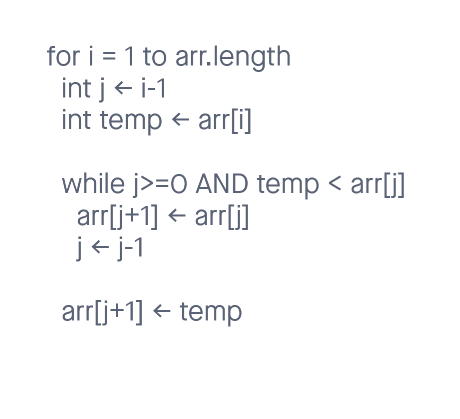 for i = 1 to arr.length
int j ← i-1
int temp ← arr[i]
while j>=0 AND temp < arr[j]
arr[j+1] ← arr[j]
j ← j-1
arr[j+1] ← temp